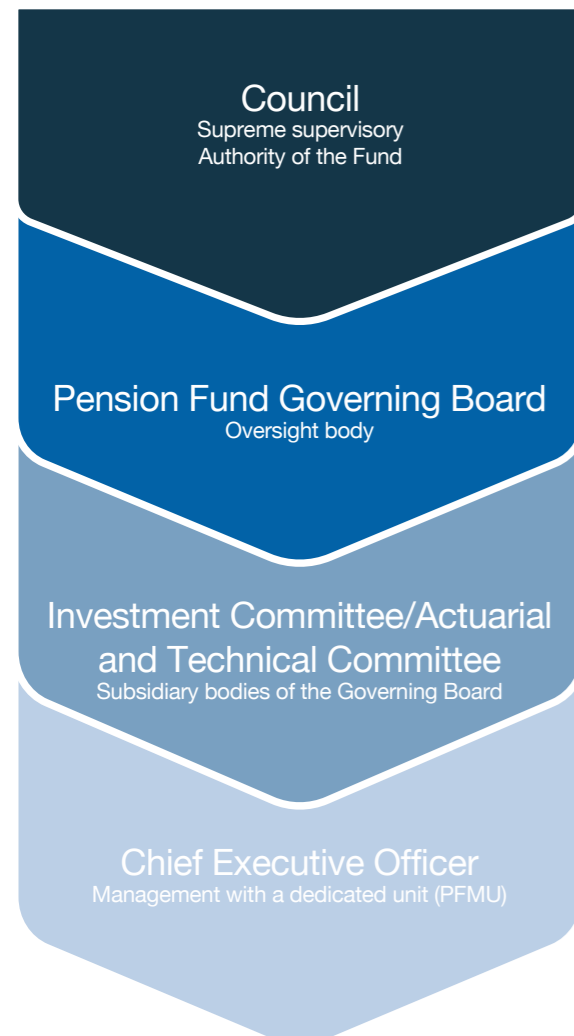 Council
Supreme supervisory
Authority of the Fund
Pension Fund Governing Board
Oversight body
Investment Committee/Actuarial
and Technical Committee
Subsidiary bodies of the Governing Board
Chief Executive Officer
Management with a dedicated unit (PFMU)